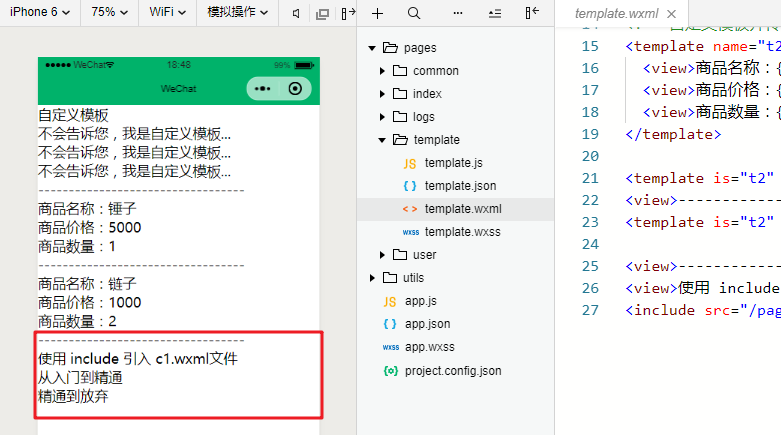 iPhone 6 75% WiFi 模拟操作
WeChat 18:48 99%
WeChat
自定义模板
不会告诉您，我是自定义模板...
不会告诉您，我是自定义模板...
不会告诉您，我是自定义模板...
-----------------------------------
商品名称：锤子
商品价格：5000
商品数量：1
-----------------------------------
商品名称：链子
商品价格：1000
商品数量：2
-----------------------------------
使用 include 引入 c1.wxml文件
从入门到精通
精通到放弃
pages
common
index
logs
template
JS template.js
{ } template.json
< > template.wxml
wxss template.wxss
user
utils
JS app.js
{ } app.json
wxss app.wxss
{o} project.config.json
template.wxml ×
15 <template name="t2
16 <view>商品名称：{
17 <view>商品价格：{
18 <view>商品数量：{
19 </template>
20
21 <template is="t2"
22 <view>------------
23 <template is="t2"
24
25 <view>------------
26 <view>使用 include
27 <include src="/pag